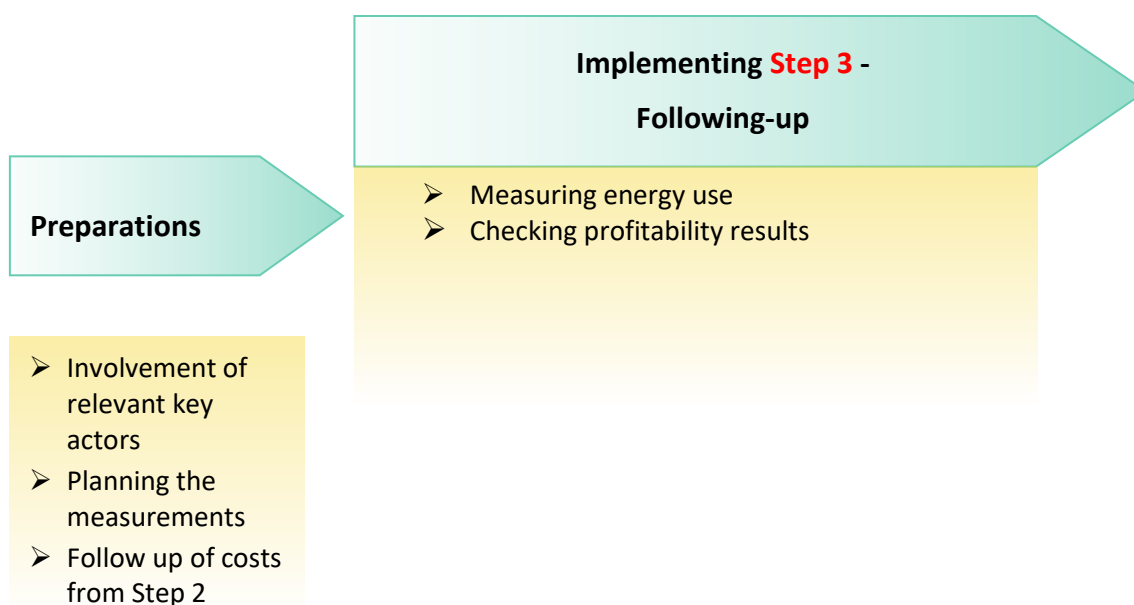 Implementing Step 3 -
Following-up
Preparations
➢ Measuring energy use
➢ Checking profitability results
➢ Involvement of
relevant key
actors
➢ Planning the
measurements
➢ Follow up of costs
from Step 2